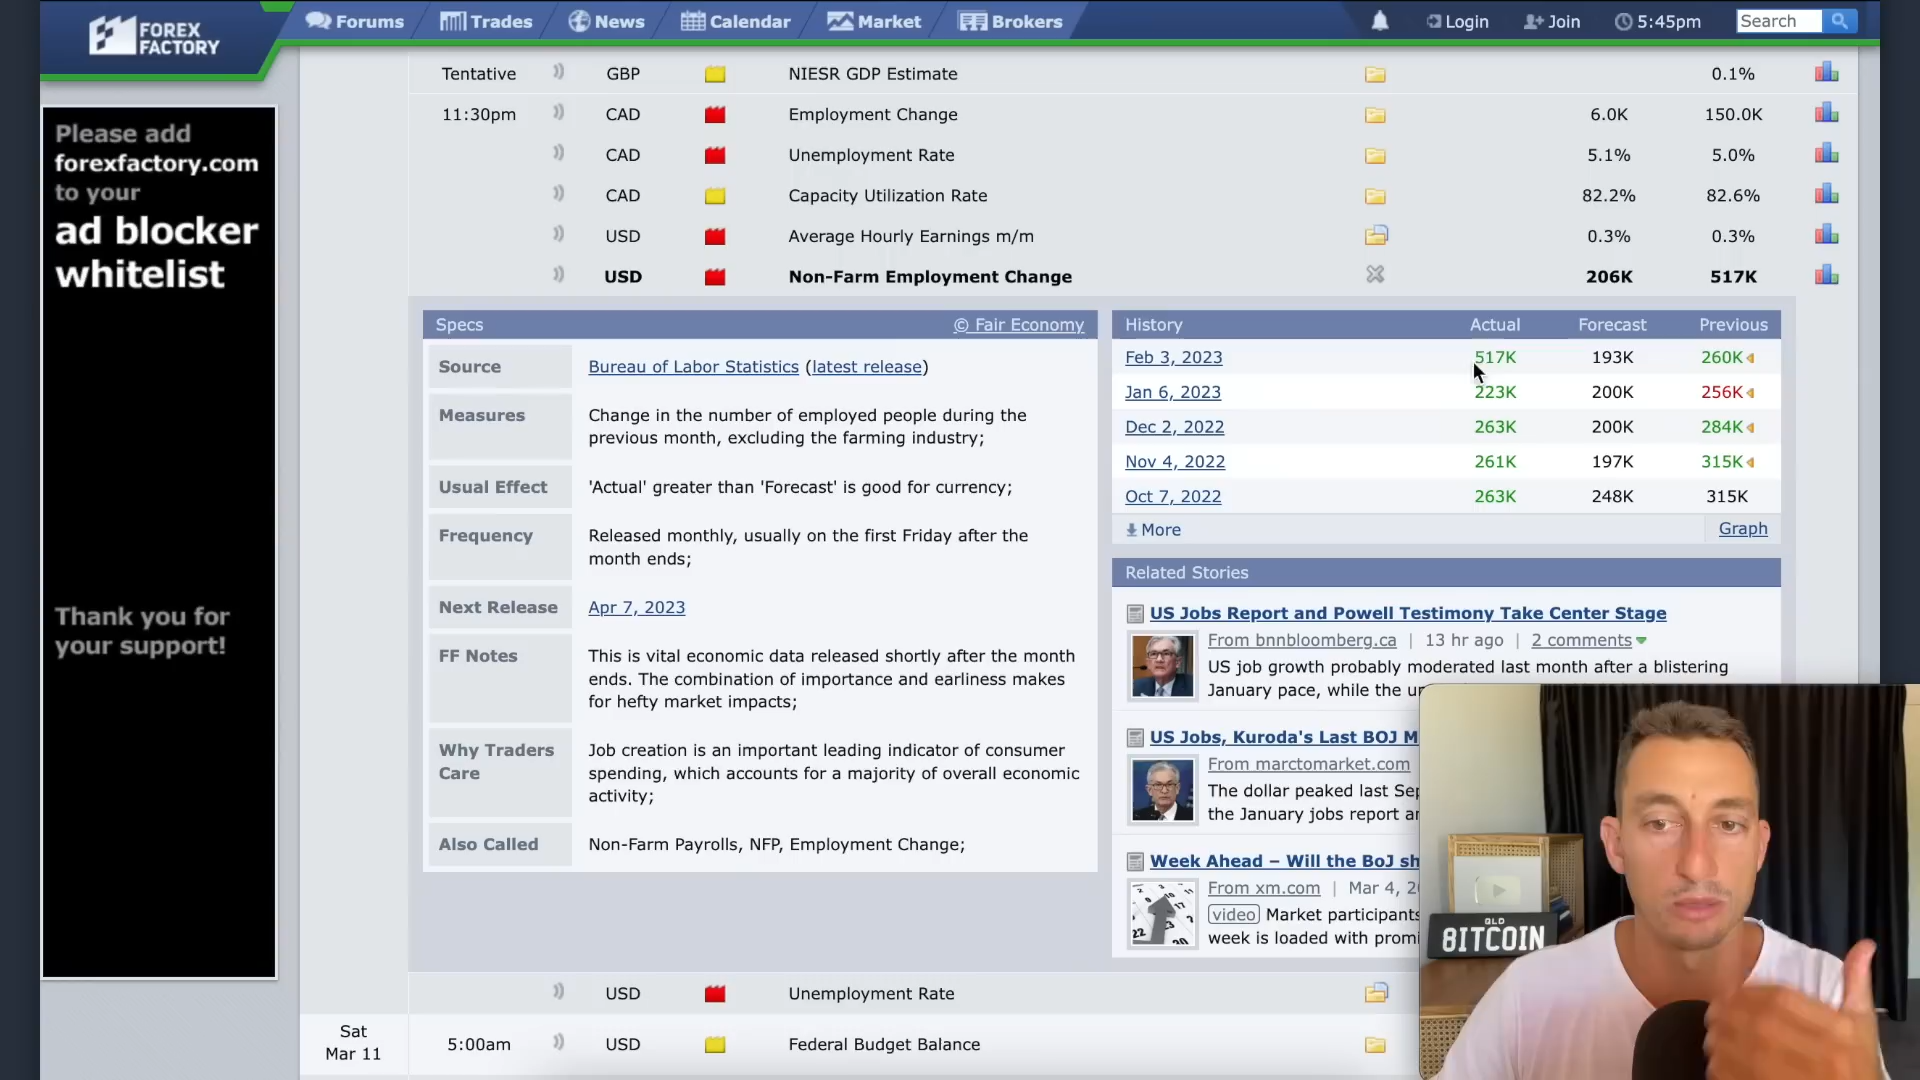 FOREX
FACTORY
Forums
Trades
News
Calendar
Market
Brokers
Login
Join
5:45pm
Search
Please add
forexfactory.com
to your
ad blocker
whitelist
Thank you for
your support!
Tentative GBP NIESR GDP Estimate 0.1%
11:30pm CAD Employment Change 6.0K 150.0K
CAD Unemployment Rate 5.1% 5.0%
CAD Capacity Utilization Rate 82.2% 82.6%
USD Average Hourly Earnings m/m 0.3% 0.3%
USD Non-Farm Employment Change 206K 517K
Specs © Fair Economy
Source Bureau of Labor Statistics (latest release)
Measures Change in the number of employed people during the
previous month, excluding the farming industry;
Usual Effect 'Actual' greater than 'Forecast' is good for currency;
Frequency Released monthly, usually on the first Friday after the
month ends;
Next Release Apr 7, 2023
FF Notes This is vital economic data released shortly after the month
ends. The combination of importance and earliness makes
for hefty market impacts;
Why Traders
Care
Job creation is an important leading indicator of consumer
spending, which accounts for a majority of overall economic
activity;
Also Called Non-Farm Payrolls, NFP, Employment Change;
History Actual Forecast Previous
Feb 3, 2023 517K 193K 260K
Jan 6, 2023 223K 200K 256K
Dec 2, 2022 263K 200K 284K
Nov 4, 2022 261K 197K 315K
Oct 7, 2022 263K 248K 315K
More Graph
Related Stories
US Jobs Report and Powell Testimony Take Center Stage
From bnnbloomberg.ca | 13 hr ago | 2 comments
US job growth probably moderated last month after a blistering
January pace, while the u
US Jobs, Kuroda's Last BOJ M
From marctomarket.com
The dollar peaked last Sep
the January jobs report a
Week Ahead – Will the BoJ sh
From xm.com | Mar 4, 2
video Market participants
week is loaded with promi
USD Unemployment Rate
Sat
Mar 11
5:00am USD Federal Budget Balance
QLD
8ITCOIN